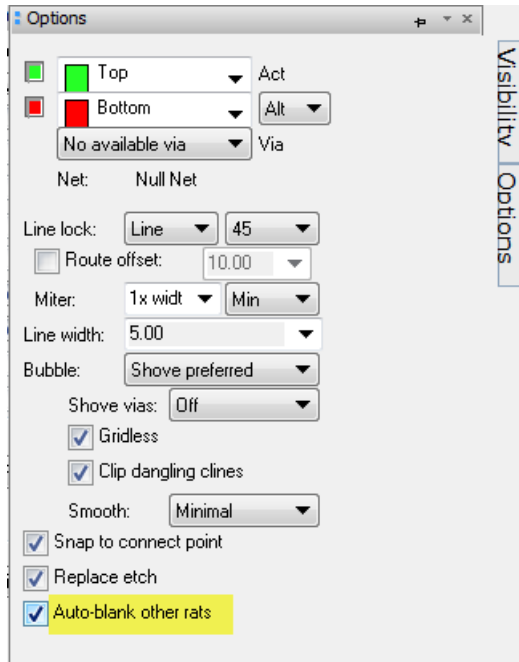 Options
Top Act
Bottom Alt
No available via Via
Net: Null Net
Line lock: Line 45
Route offset: 10.00
Miter: 1x widt Min
Line width: 5.00
Bubble: Shove preferred
Shove vias: Off
Gridless
Clip dangling clines
Smooth: Minimal
Snap to connect point
Replace etch
Auto-blank other rats
Visibility
Options